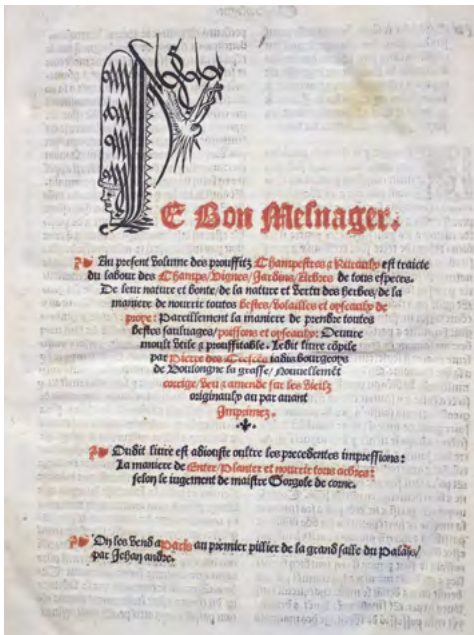 LE Bon Mesnager.
Au present Volume des prouffitz Champestres & Ruraulx est traicte
du labour des Champs/Vignes/Jardins/Arbres de tous especes.
De leur nature et bonte/de la nature et Vertu des herbes/de la
maniere de nourrir toutes bestes/Volailles et oyseaulx de
proye: Pareillement la maniere de prendre toutes
bestes saulvages/poissons et oyseaulx: Oeuvre
moult Vtile & prouffitable. Ledit livre cōpile
par Pierre des Crescēs iadis bourgeoys
de Boulongne la grasse/Nouvellemēt
corrige/Veu & amende sur les Vieilz
originaulx au par avant
Imprimez.
Oudit livre est adiouste oultre les precedentes impressions:
La maniere de Enter/Planter et nourrir tous arbres:
selon le iugement de maistre Gorgole de corne.
On les Vend a Paris au premier pillier de la grand salle du Palais/
par Jehan andre.